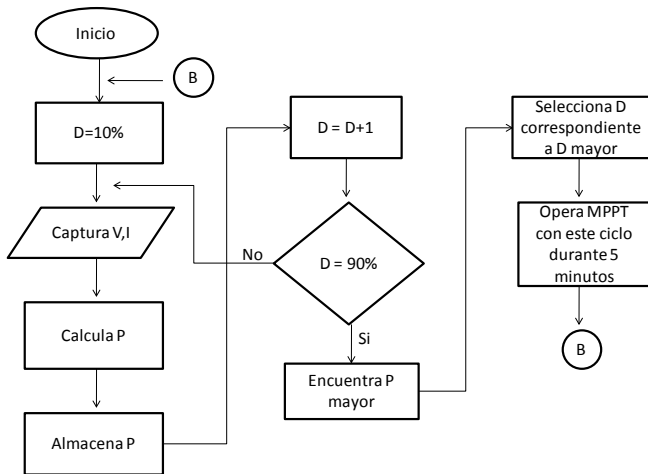 Inicio
B
D=10%
Captura V,I
Calcula P
Almacena P
D = D+1
No
D = 90%
Si
Encuentra P
mayor
Selecciona D
correspondiente
a D mayor
Opera MPPT
con este ciclo
durante 5
minutos
B